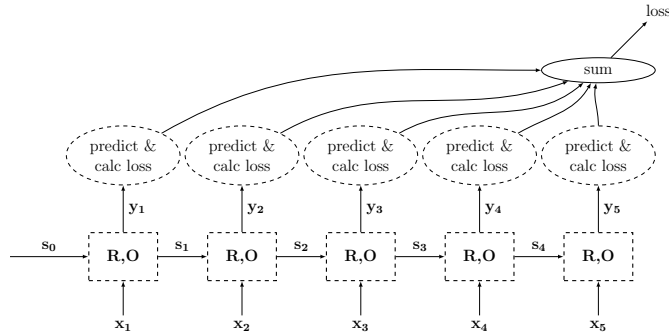 loss
sum
predict &
calc loss
predict &
calc loss
predict &
calc loss
predict &
calc loss
predict &
calc loss
y₁
y₂
y₃
y₄
y₅
s₀
R,O
s₁
R,O
s₂
R,O
s₃
R,O
s₄
R,O
x₁
x₂
x₃
x₄
x₅